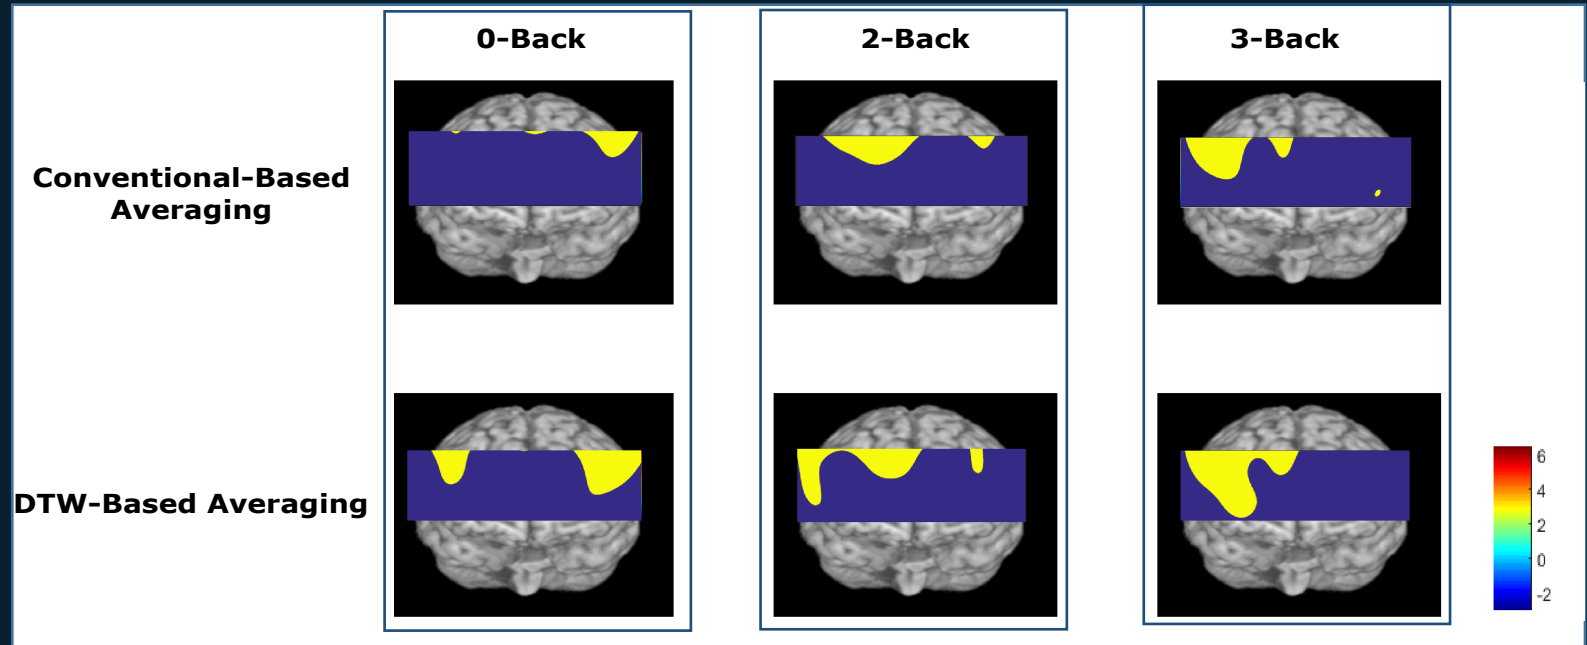 0-Back
2-Back
3-Back
Conventional-Based
Averaging
DTW-Based Averaging
6
4
2
0
-2